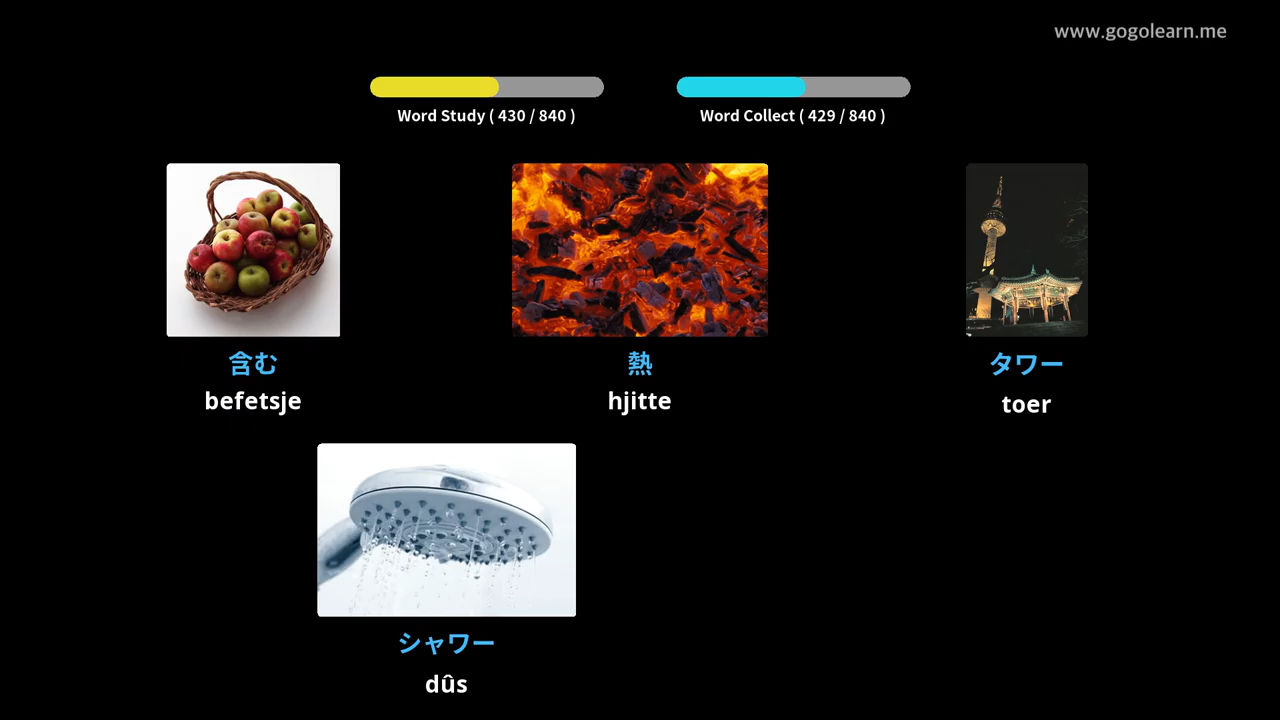 www.gogolearn.me
Word Study ( 430 / 840 )
Word Collect ( 429 / 840 )
含む
befetsje
熱
hjitte
タワー
toer
シャワー
dûs